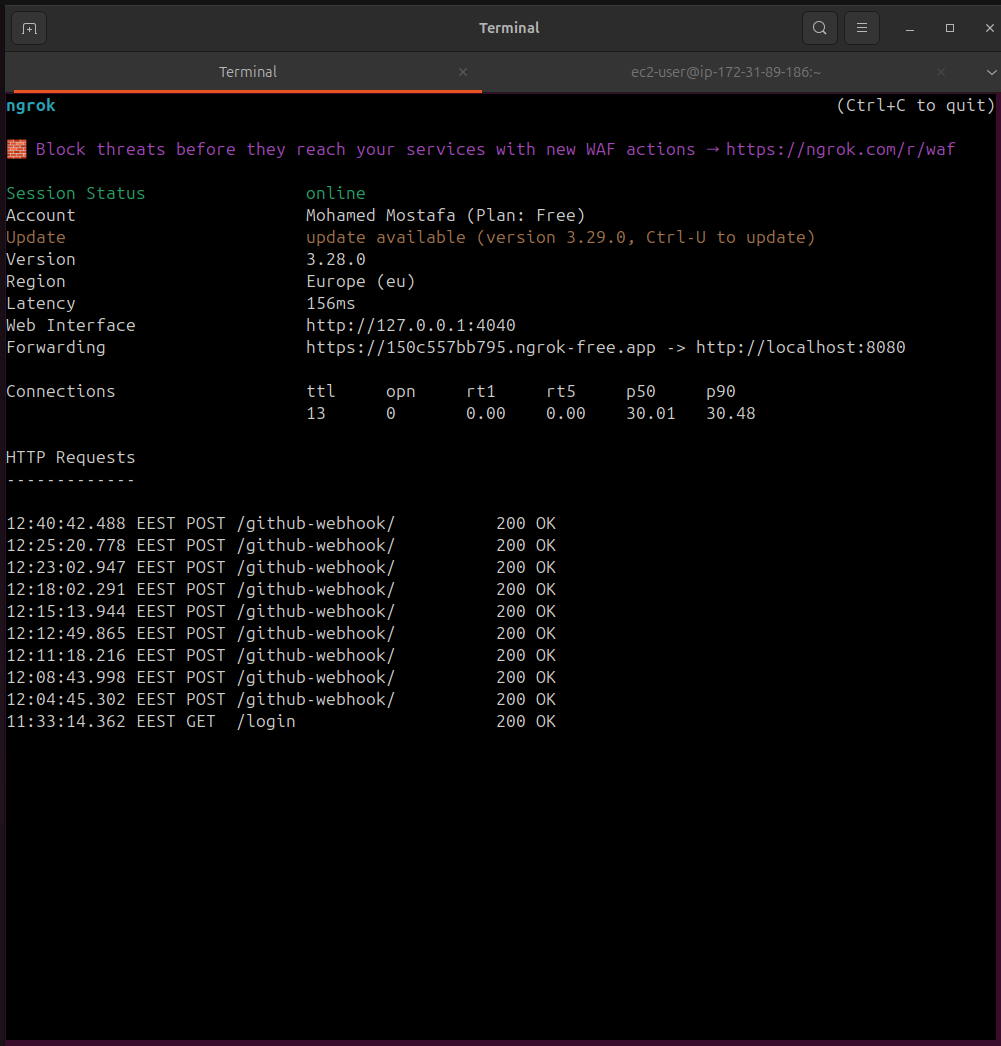 Terminal
Terminal ec2-user@ip-172-31-89-186:~
ngrok (Ctrl+C to quit)
🧱 Block threats before they reach your services with new WAF actions → https://ngrok.com/r/waf
Session Status online
Account Mohamed Mostafa (Plan: Free)
Update update available (version 3.29.0, Ctrl-U to update)
Version 3.28.0
Region Europe (eu)
Latency 156ms
Web Interface http://127.0.0.1:4040
Forwarding https://150c557bb795.ngrok-free.app -> http://localhost:8080
Connections ttl opn rt1 rt5 p50 p90
13 0 0.00 0.00 30.01 30.48
HTTP Requests
-------------
12:40:42.488 EEST POST /github-webhook/ 200 OK
12:25:20.778 EEST POST /github-webhook/ 200 OK
12:23:02.947 EEST POST /github-webhook/ 200 OK
12:18:02.291 EEST POST /github-webhook/ 200 OK
12:15:13.944 EEST POST /github-webhook/ 200 OK
12:12:49.865 EEST POST /github-webhook/ 200 OK
12:11:18.216 EEST POST /github-webhook/ 200 OK
12:08:43.998 EEST POST /github-webhook/ 200 OK
12:04:45.302 EEST POST /github-webhook/ 200 OK
11:33:14.362 EEST GET /login 200 OK